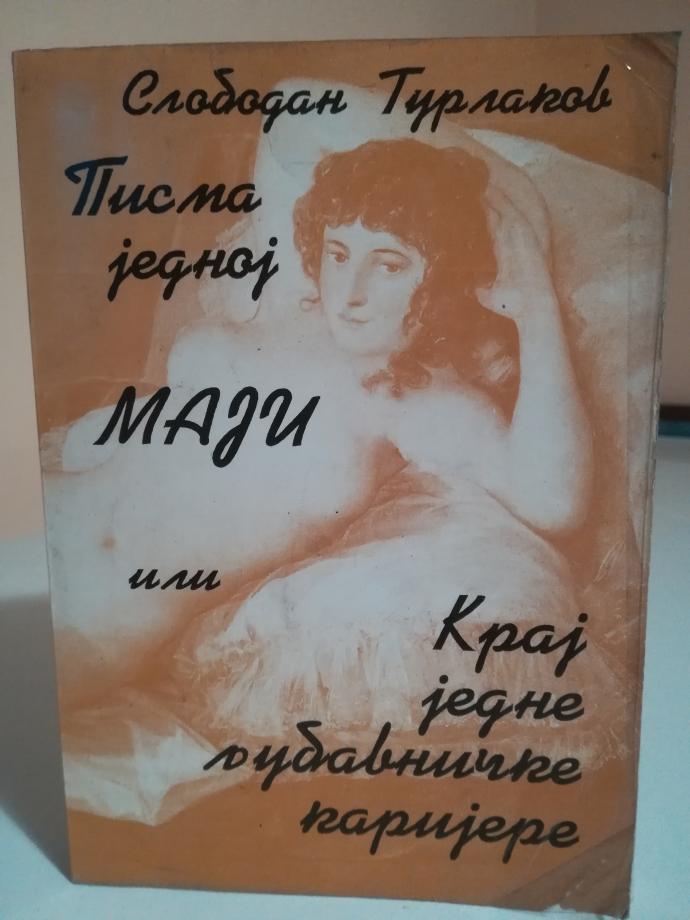 Слободан Турлаков
Писма
једној
МАЈИ
или
Крај
једне
љубавничке
каријере